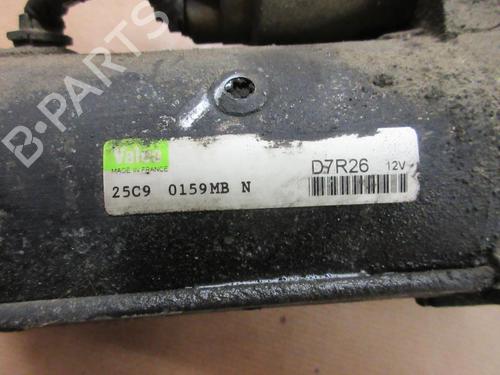 B-PARTS
Valeo
MADE IN FRANCE
25C9 0159MB N
D7R26 12V